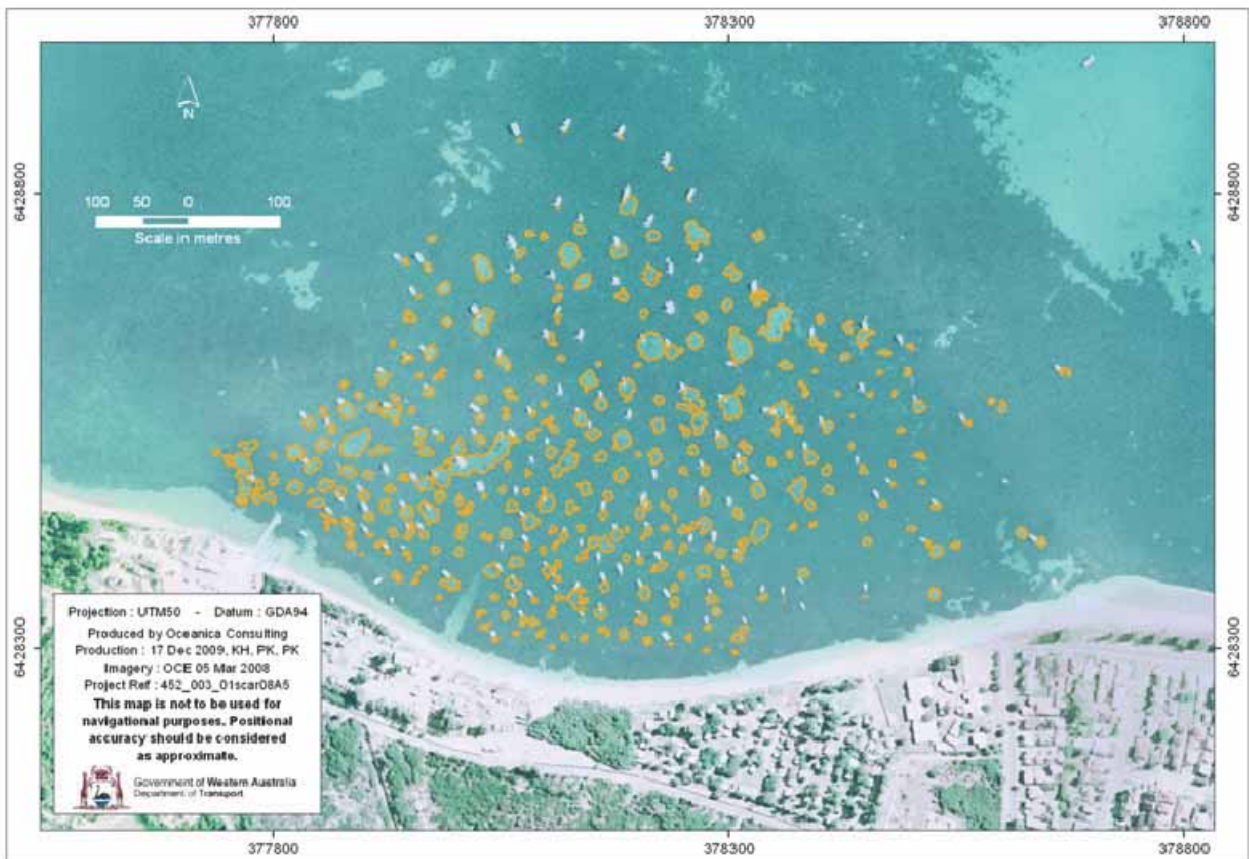 377800 378300 378800
N
6428800 6428800
100 50 0 100
Scale in metres
Projection : UTM50 - Datum : GDA94
Produced by Oceanica Consulting
Production : 17 Dec 2009, KH, PK, PK
Imagery : OCE 05 Mar 2008
Project Ref : 452_003_01scar08A5
This map is not to be used for
navigational purposes. Positional
accuracy should be considered
as approximate.
Government of Western Australia
Department of Transport
6428300 6428300
377800 378300 378800